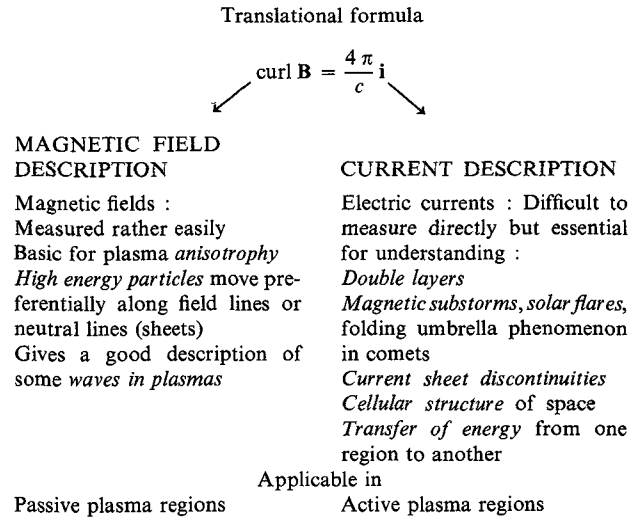 Translational formula
curl B = 4 π / c i
MAGNETIC FIELD
DESCRIPTION
Magnetic fields :
Measured rather easily
Basic for plasma anisotropy
High energy particles move pre-
ferentially along field lines or
neutral lines (sheets)
Gives a good description of
some waves in plasmas
CURRENT DESCRIPTION
Electric currents : Difficult to
measure directly but essential
for understanding :
Double layers
Magnetic substorms, solar flares,
folding umbrella phenomenon
in comets
Current sheet discontinuities
Cellular structure of space
Transfer of energy from one
region to another
Applicable in
Passive plasma regions
Active plasma regions